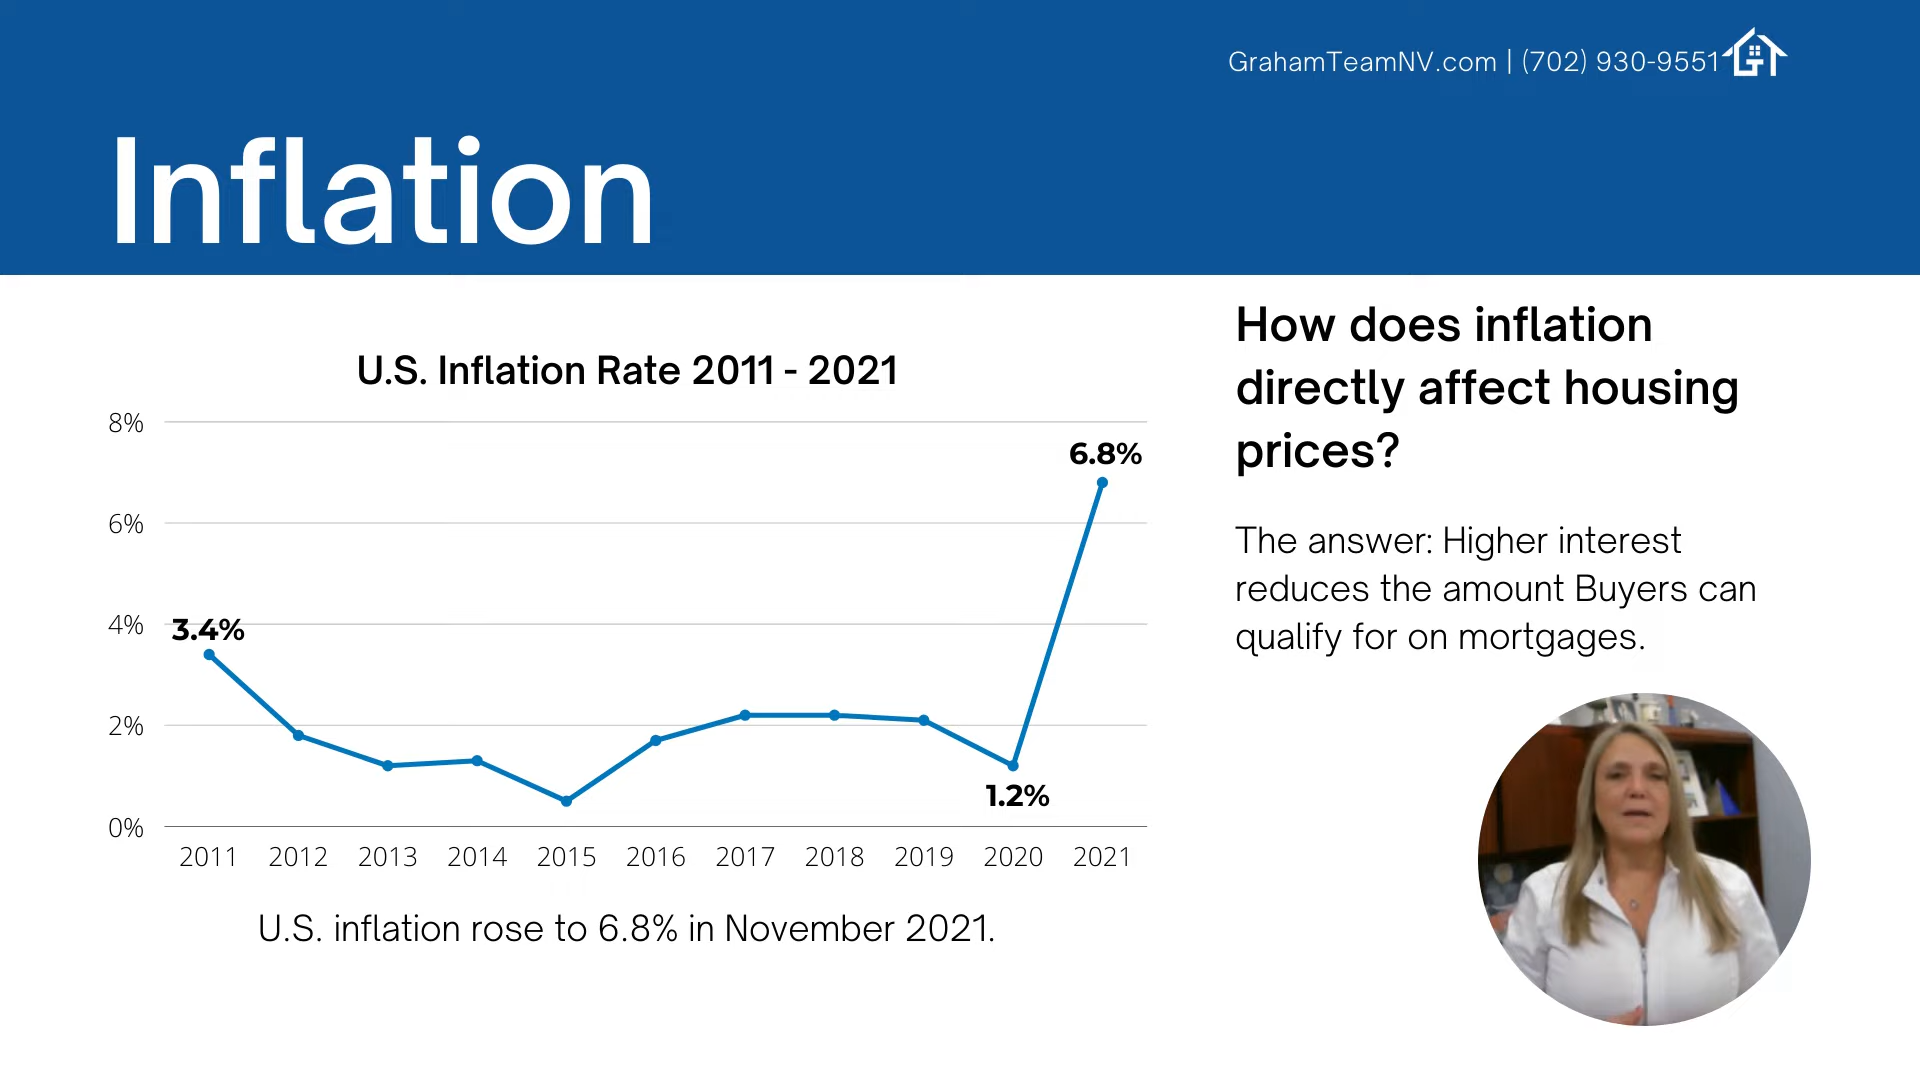 GrahamTeamNV.com | (702) 930-9551
Inflation
U.S. Inflation Rate 2011 - 2021
8%
6%
4%
2%
0%
3.4%
1.2%
6.8%
2011 2012 2013 2014 2015 2016 2017 2018 2019 2020 2021
U.S. inflation rose to 6.8% in November 2021.
How does inflation
directly affect housing
prices?
The answer: Higher interest
reduces the amount Buyers can
qualify for on mortgages.